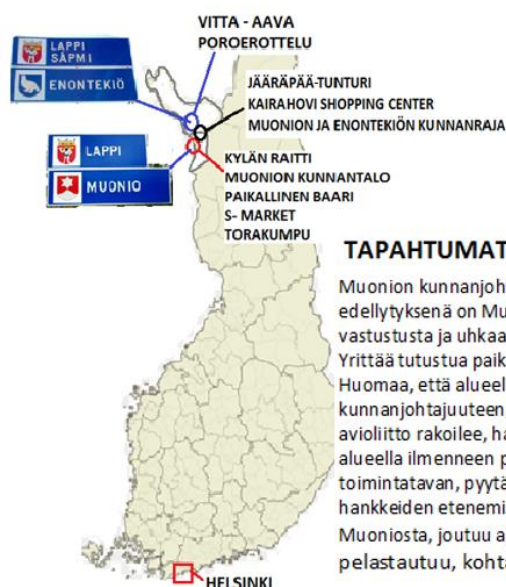 VITTA - AAVA
POROEROTTELU
LAPPI
SÁPMI
ENONTEKIÖ
JÄÄRÄPÄÄ-TUNTURI
KAIRAHOVI SHOPPING CENTER
MUONION JA ENONTEKIÖN KUNNANRAJA
LAPPI
MUONIO
KYLÄN RAITTI
MUONION KUNNANTALO
PAIKALLINEN BAARI
S- MARKET
TORAKUMPU
TAPAHTUMAT
Muonion kunnanjoh
edellytyksenä on Mu
vastustusta ja uhkaa
Yrittää tutustua paik
Huomaa, että alueel
kunnanjohtajuuteen,
avioliitto rakoilee, ha
alueella ilmenneen p
toimintatavan, pyytä
hankkeiden etenemi
Muoniosta, joutuu a
pelastautuu, kohta
HELSINKI